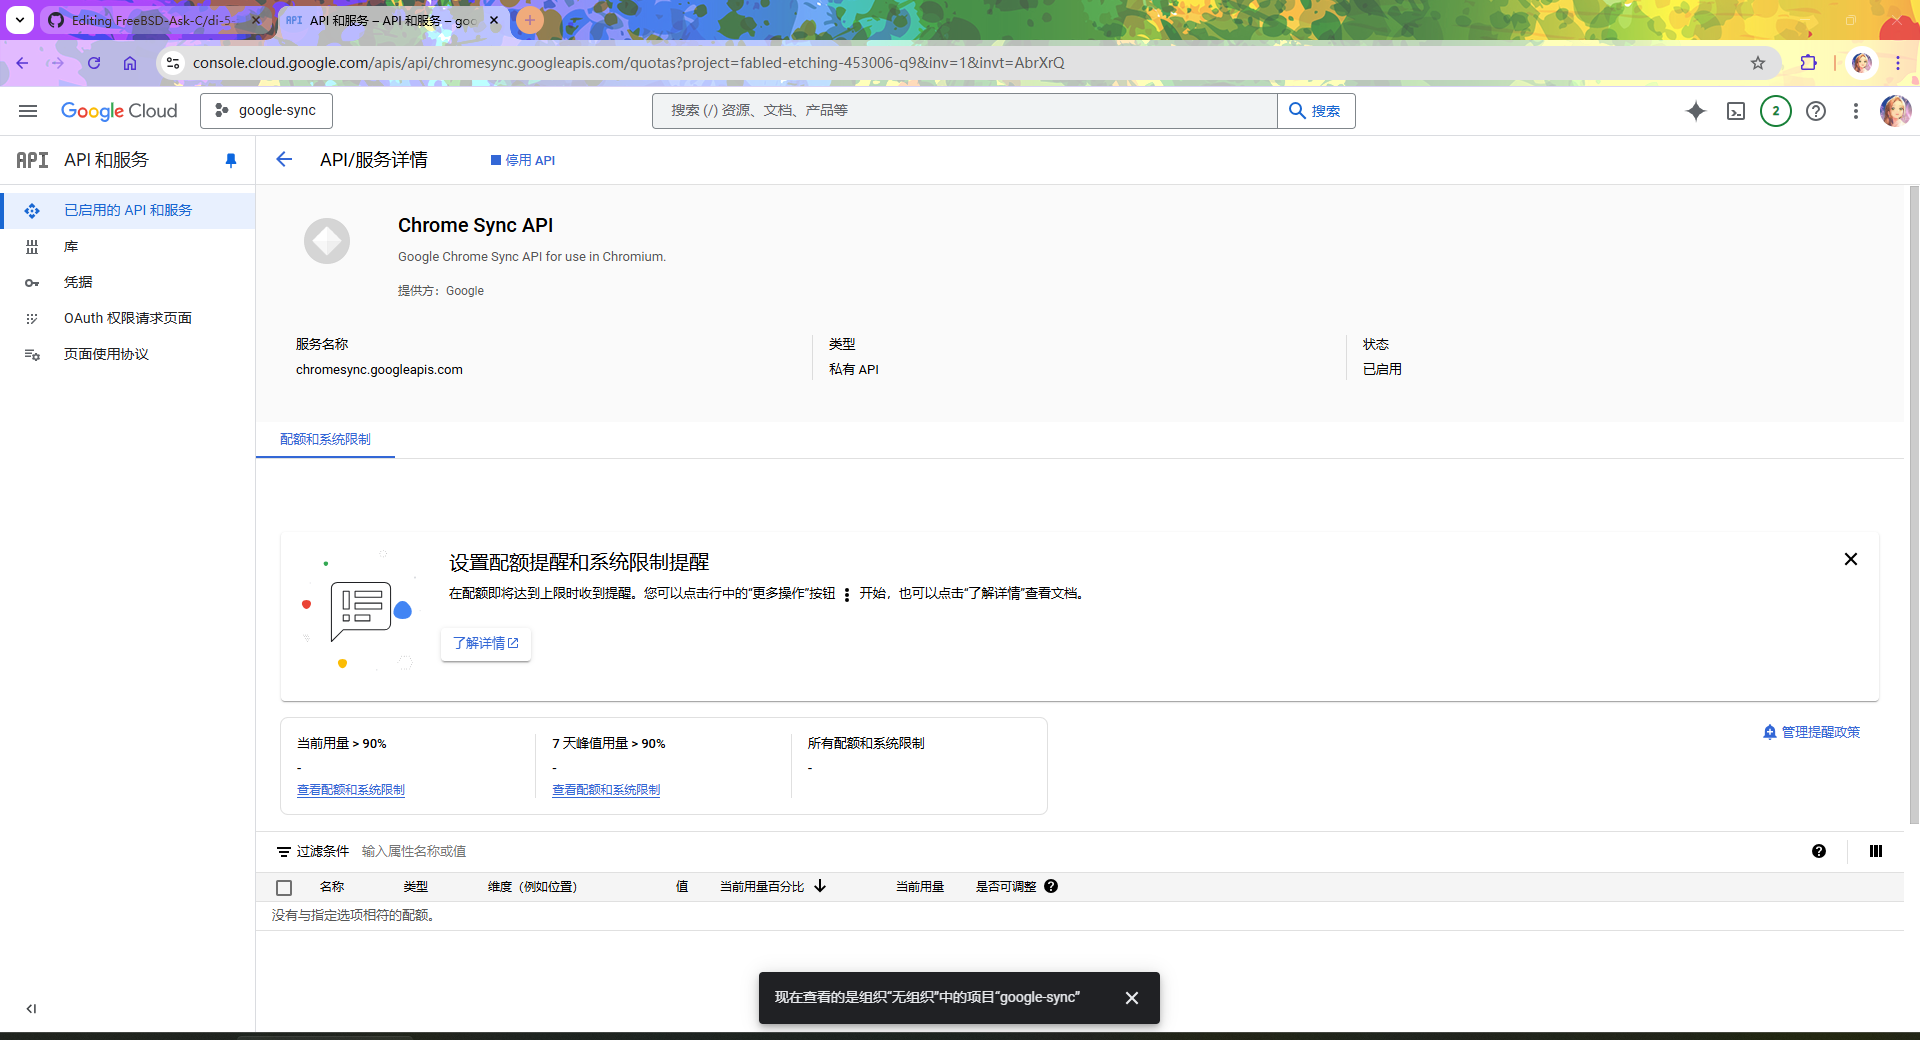 Editing FreeBSD-Ask-C/di-5-
API API 和服务 – API 和服务 – goo
console.cloud.google.com/apis/api/chromesync.googleapis.com/quotas?project=fabled-etching-453006-q9&inv=1&invt=AbrXrQ
Google Cloud
google-sync
搜索 (/) 资源、文档、产品等
搜索
2
API API 和服务
API/服务详情
停用 API
已启用的 API 和服务
库
凭据
OAuth 权限请求页面
页面使用协议
Chrome Sync API
Google Chrome Sync API for use in Chromium.
提供方：Google
服务名称
chromesync.googleapis.com
类型
私有 API
状态
已启用
配额和系统限制
设置配额提醒和系统限制提醒
在配额即将达到上限时收到提醒。您可以点击行中的“更多操作”按钮 开始，也可以点击“了解详情”查看文档。
了解详情
当前用量 > 90%
-
查看配额和系统限制
7 天峰值用量 > 90%
-
查看配额和系统限制
所有配额和系统限制
-
管理提醒政策
过滤条件 输入属性名称或值
名称 类型 维度（例如位置） 值 当前用量百分比 当前用量 是否可调整
没有与指定选项相符的配额。
现在查看的是组织“无组织”中的项目“google-sync”